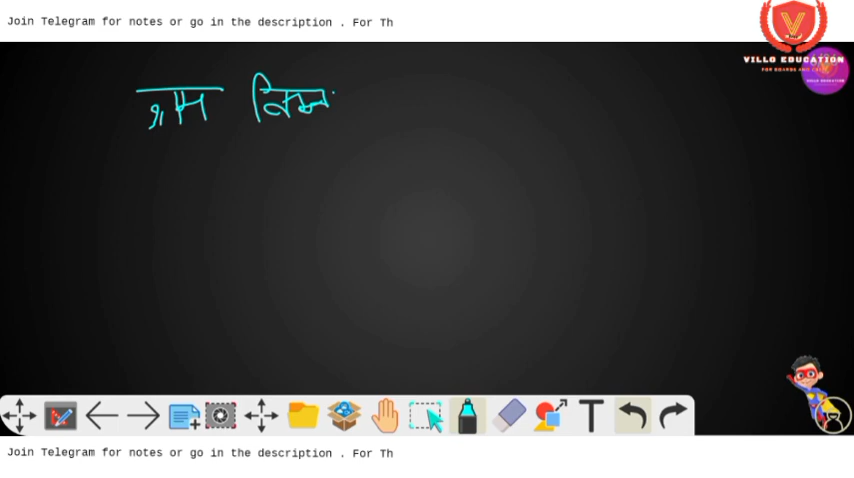 Join Telegram for notes or go in the description . For Th
VILLO EDUCATION
श्रम
Join Telegram for notes or go in the description . For Th